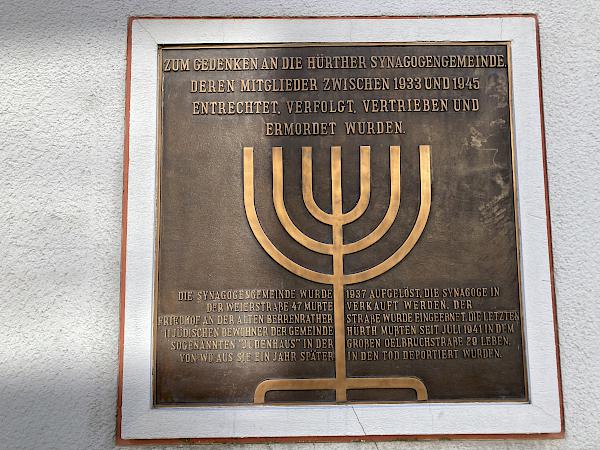 ZUM GEDENKEN AN DIE HÜRTHER SYNAGOGENGEMEINDE,
DEREN MITGLIEDER ZWISCHEN 1933 UND 1945
ENTRECHTET, VERFOLGT, VERTRIEBEN UND
ERMORDET WURDEN.
DIE SYNAGOGENGEMEINDE WURDE 1937 AUFGELÖST, DIE SYNAGOGE IN
DER WEIERSTRAßE 47 MUßTE VERKAUFT WERDEN, DER
FRIEDHOF AN DER ALTEN BERRENRATHER STRAßE WURDE EINGEEBNET. DIE LETZTEN
11 JÜDISCHEN BEWOHNER DER GEMEINDE HÜRTH MUßTEN SEIT JULI 1941 IN DEM
SOGENANNTEN "JUDENHAUS" IN DER GROßEN OELBRUCHSTRAßE 29 LEBEN,
VON WO AUS SIE EIN JAHR SPÄTER IN DEN TOD DEPORTIERT WURDEN.